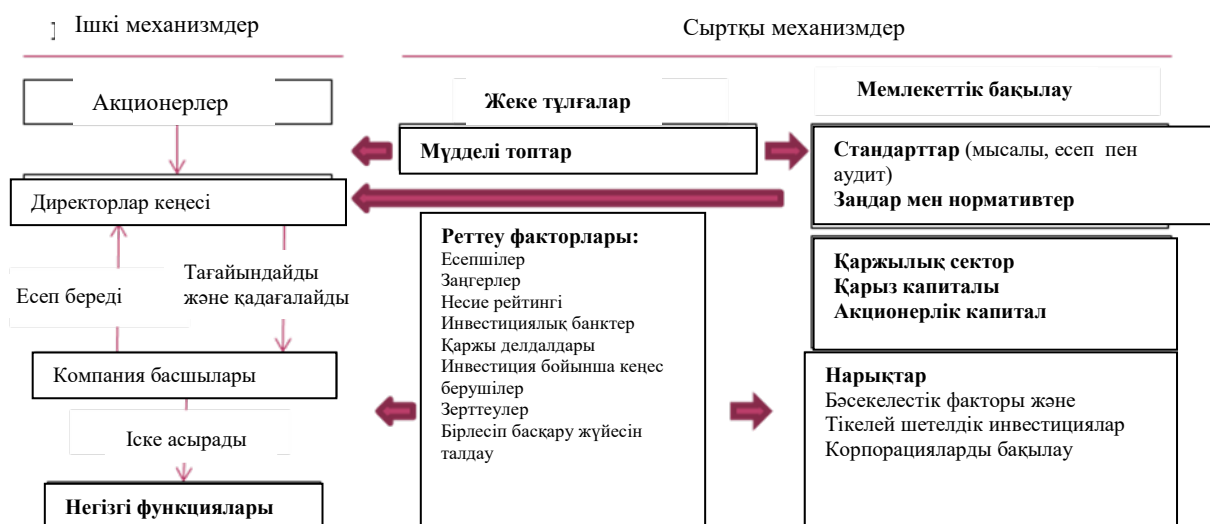 Ішкі механизмдер
Сыртқы механизмдер
Акционерлер
Директорлар кеңесі
Есеп береді
Тағайындайды
және қадағалайды
Компания басшылары
Іске асырады
Негізгі функциялары
Жеке тұлғалар
Мүдделі топтар
Реттеу факторлары:
Есепшілер
Заңгерлер
Несие рейтингі
Инвестициялық банктер
Қаржы делдалдары
Инвестиция бойынша кеңес
берушілер
Зерттеулер
Бірлесіп басқару жүйесін
талдау
Мемлекеттік бақылау
Стандарттар (мысалы, есеп пен
аудит)
Заңдар мен нормативтер
Қаржылық сектор
Қарыз капиталы
Акционерлік капитал
Нарықтар
Бәсекелестік факторы және
Тікелей шетелдік инвестициялар
Корпорацияларды бақылау